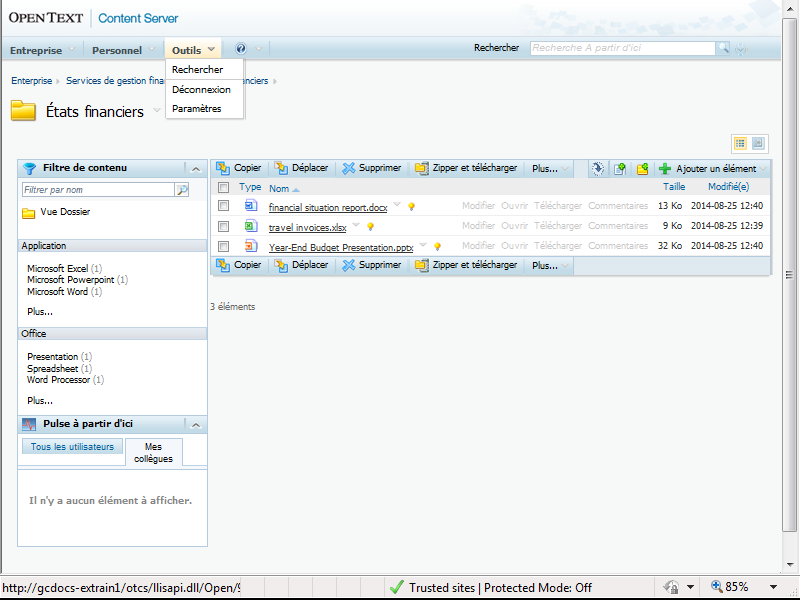 OPEN TEXT | Content Server
Entreprise Personnel Outils Rechercher Recherche A partir d'ici
Rechercher
Déconnexion
Paramètres
Entreprise › Services de gestion nciers ›
États financiers
Filtre de contenu
Filtrer par nom
Vue Dossier
Application
Microsoft Excel (1)
Microsoft Powerpoint (1)
Microsoft Word (1)
Plus...
Office
Presentation (1)
Spreadsheet (1)
Word Processor (1)
Plus...
Pulse à partir d'ici
Tous les utilisateurs
Mes
collègues
Il n'y a aucun élément à afficher.
Copier Déplacer Supprimer Zipper et télécharger Plus... Ajouter un élément
Type Nom Taille Modifié(e)
financial situation report.docx Modifier Ouvrir Télécharger Commentaires 13 Ko 2014-08-25 12:40
travel invoices.xlsx Modifier Ouvrir Télécharger Commentaires 9 Ko 2014-08-25 12:39
Year-End Budget Presentation.pptx Modifier Ouvrir Télécharger Commentaires 32 Ko 2014-08-25 12:40
Copier Déplacer Supprimer Zipper et télécharger Plus...
3 éléments
http://gcdocs-extrain1/otcs/llisapi.dll/Open/ Trusted sites | Protected Mode: Off 85%